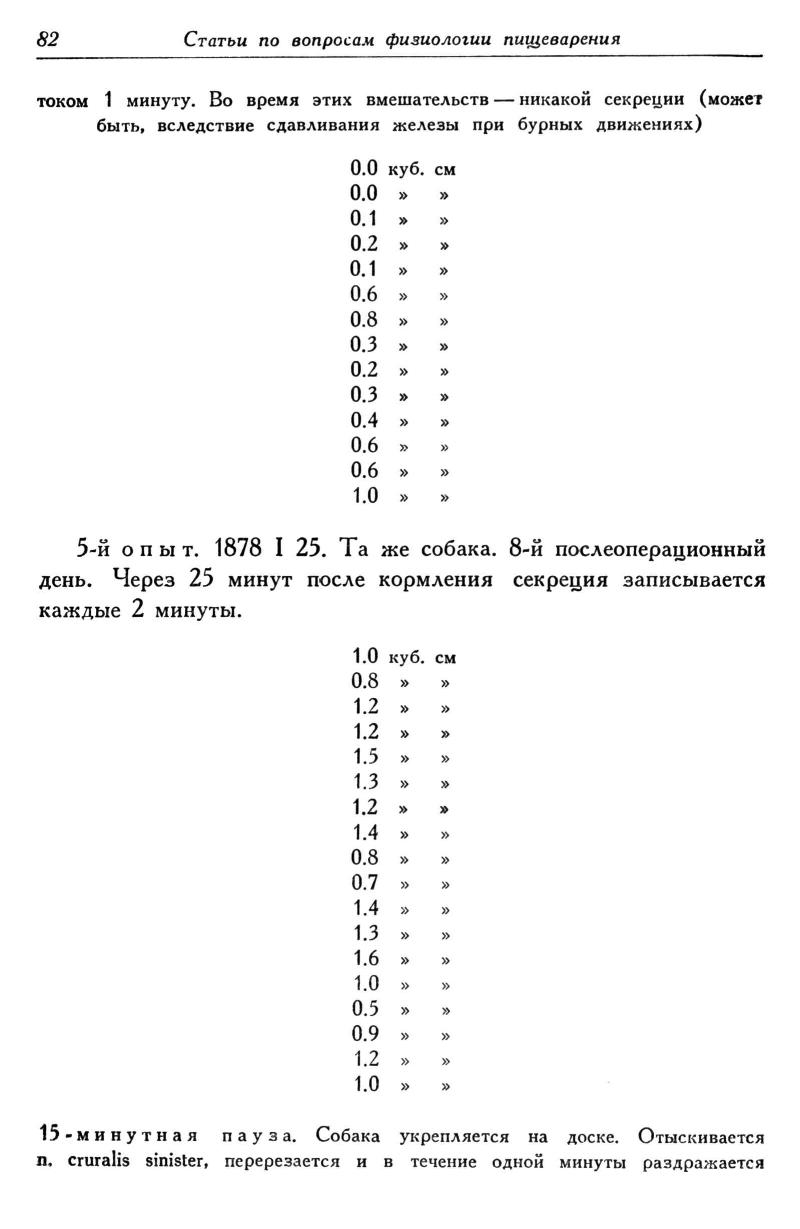 82 Статьи по вопросам физиологии пищеварения
током 1 минуту. Во время этих вмешательств — никакой секреции (может
быть, вследствие сдавливания железы при бурных движениях)
0.0 куб. см
0.0 » »
0.1 » »
0.2 » »
0.1 » »
0.6 » »
0.8 » »
0.3 » »
0.2 » »
0.3 » »
0.4 » »
0.6 » »
0.6 » »
1.0 » »
5-й опыт. 1878 I 25. Та же собака. 8-й послеоперационный
день. Через 25 минут после кормления секреция записывается
каждые 2 минуты.
1.0 куб. см
0.8 » »
1.2 » »
1.2 » »
1.5 » »
1.3 » »
1.2 » »
1.4 » »
0.8 » »
0.7 » »
1.4 » »
1.3 » »
1.6 » »
1.0 » »
0.5 » »
0.9 » »
1.2 » »
1.0 » »
15-минутная пауза. Собака укрепляется на доске. Отыскивается
n. cruralis sinister, перерезается и в течение одной минуты раздражается